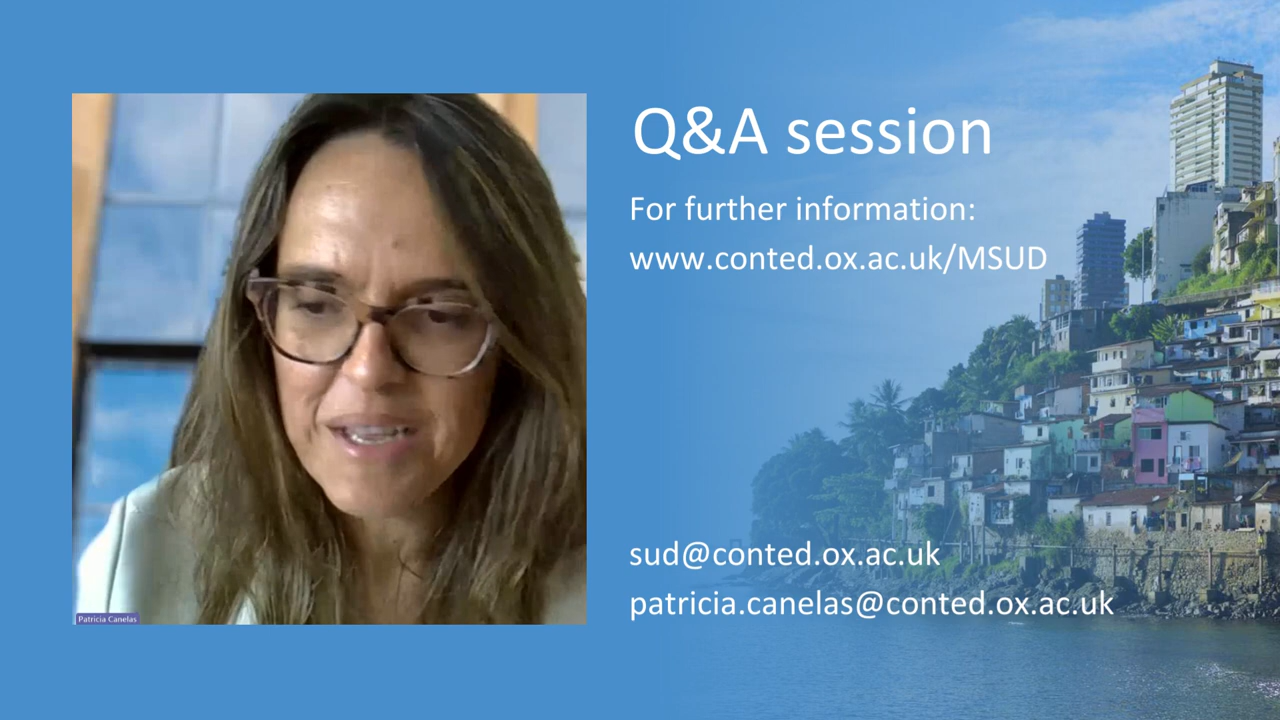 Q&A session
For further information:
www.conted.ox.ac.uk/MSUD
sud@conted.ox.ac.uk
patricia.canelas@conted.ox.ac.uk
Patricia Canelas